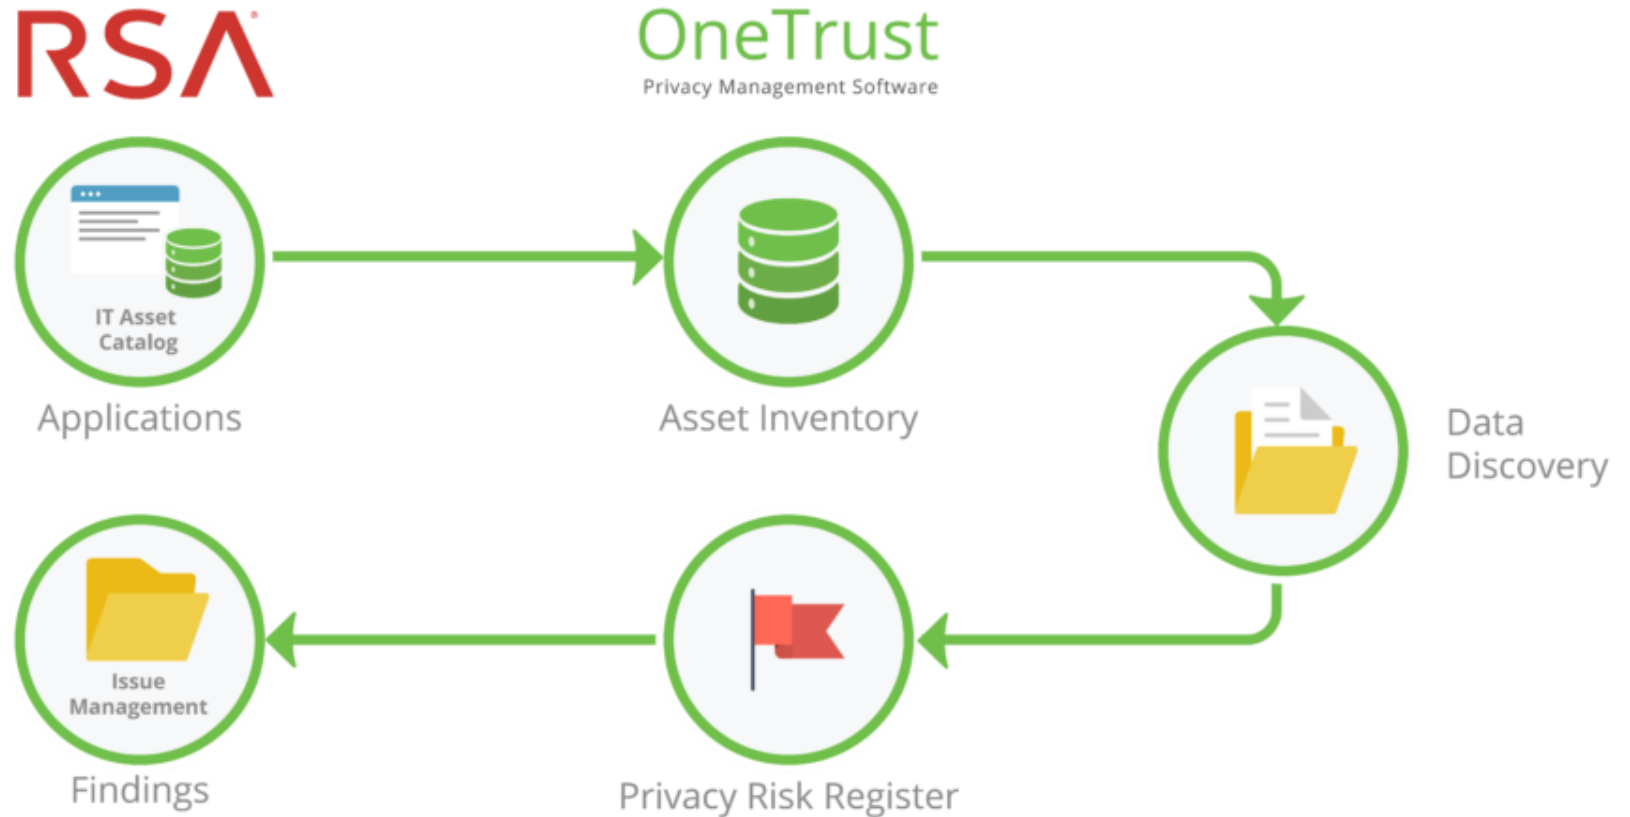 RSA
OneTrust
Privacy Management Software
IT Asset
Catalog
Applications
Asset Inventory
Data
Discovery
Issue
Management
Findings
Privacy Risk Register